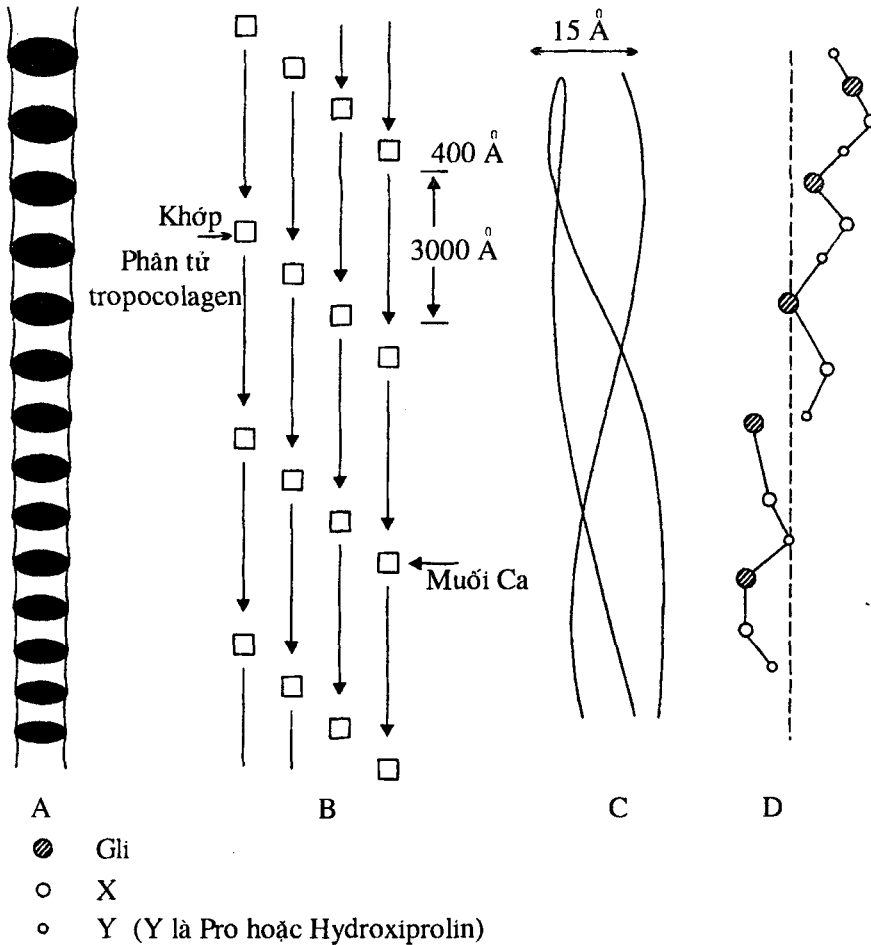 15 Å
400 Å
Khớp
3000 Å
Phân tử
tropocolagen
Muối Ca
A
B
C
D
Gli
X
Y (Y là Pro hoặc Hydroxiprolin)